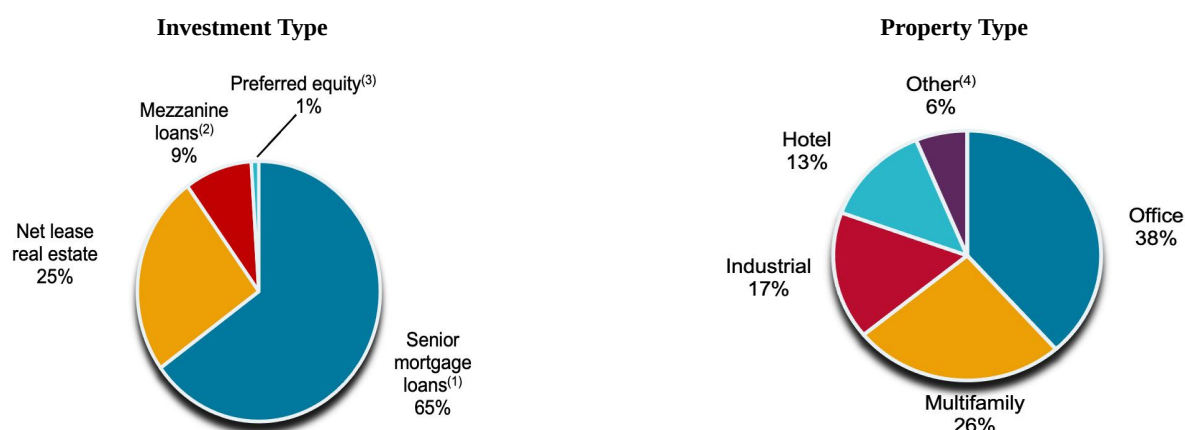 Investment Type
Preferred equity(3)
1%
Mezzanine
loans(2)
9%
Net lease
real estate
25%
Senior
mortgage
loans(1)
65%
Property Type
Other(4)
6%
Hotel
13%
Office
38%
Industrial
17%
Multifamily
26%